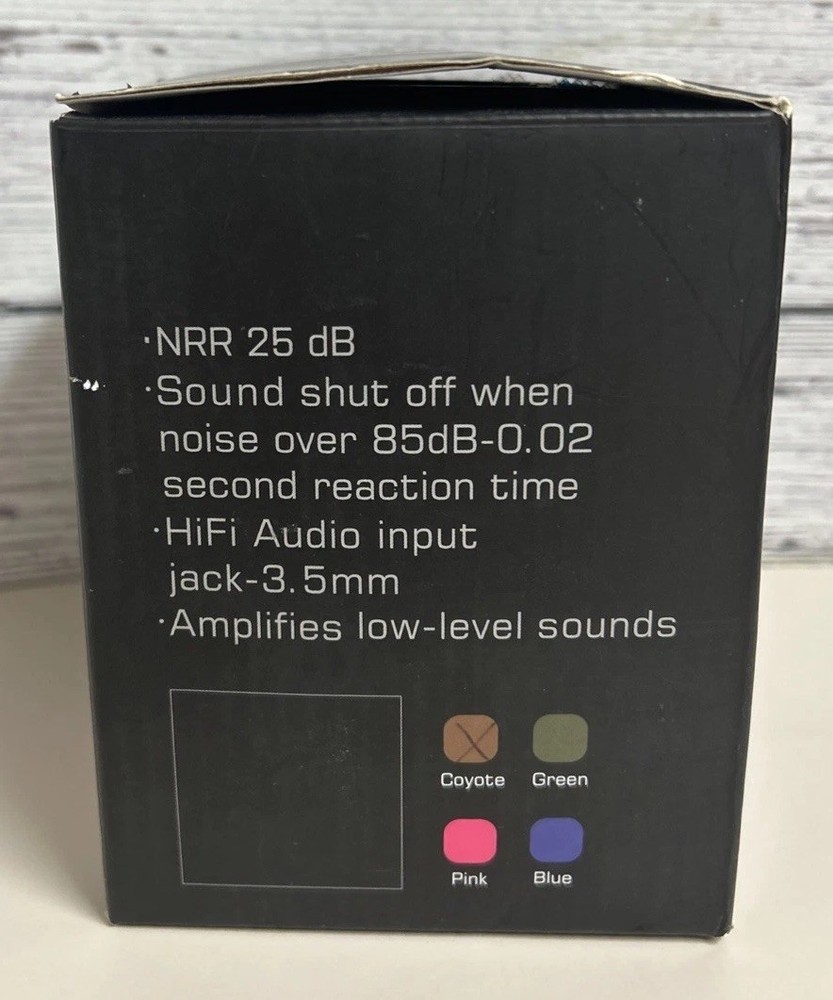 ·NRR 25 dB
·Sound shut off when
noise over 85dB-0.02
second reaction time
·HiFi Audio input
jack-3.5mm
·Amplifies low-level sounds
Coyote Green
Pink Blue